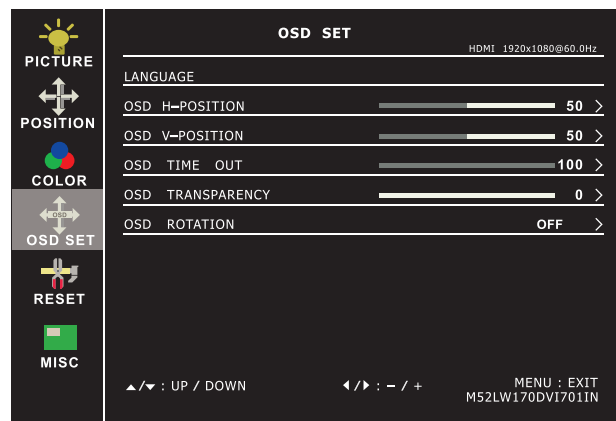 PICTURE
POSITION
COLOR
OSD
OSD SET
RESET
MISC
OSD SET
HDMI 1920x1080@60.0Hz
LANGUAGE
OSD H-POSITION 50
OSD V-POSITION 50
OSD TIME OUT 100
OSD TRANSPARENCY 0
OSD ROTATION OFF
▲/▼ : UP / DOWN ◀/▶ : - / + MENU : EXIT
M52LW170DVI701IN